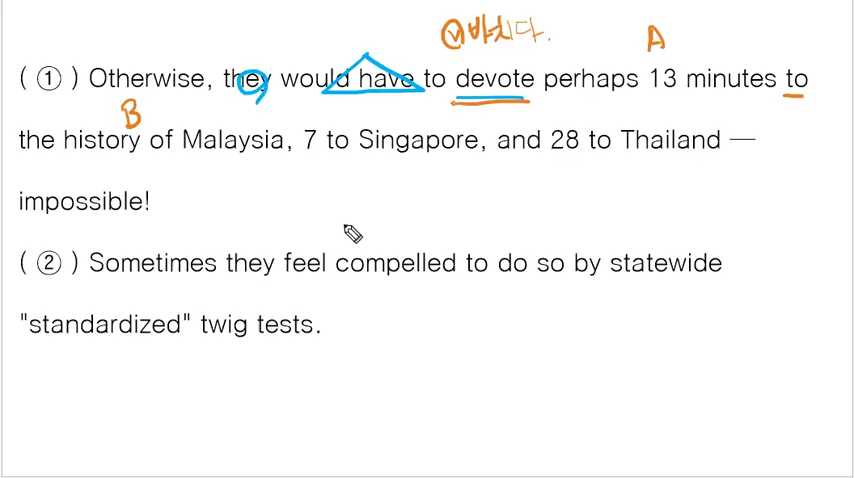 ⓥ바치다.
A
( ① ) Otherwise, they would have to devote perhaps 13 minutes to
B
the history of Malaysia, 7 to Singapore, and 28 to Thailand —
impossible!
( ② ) Sometimes they feel compelled to do so by statewide
"standardized" twig tests.